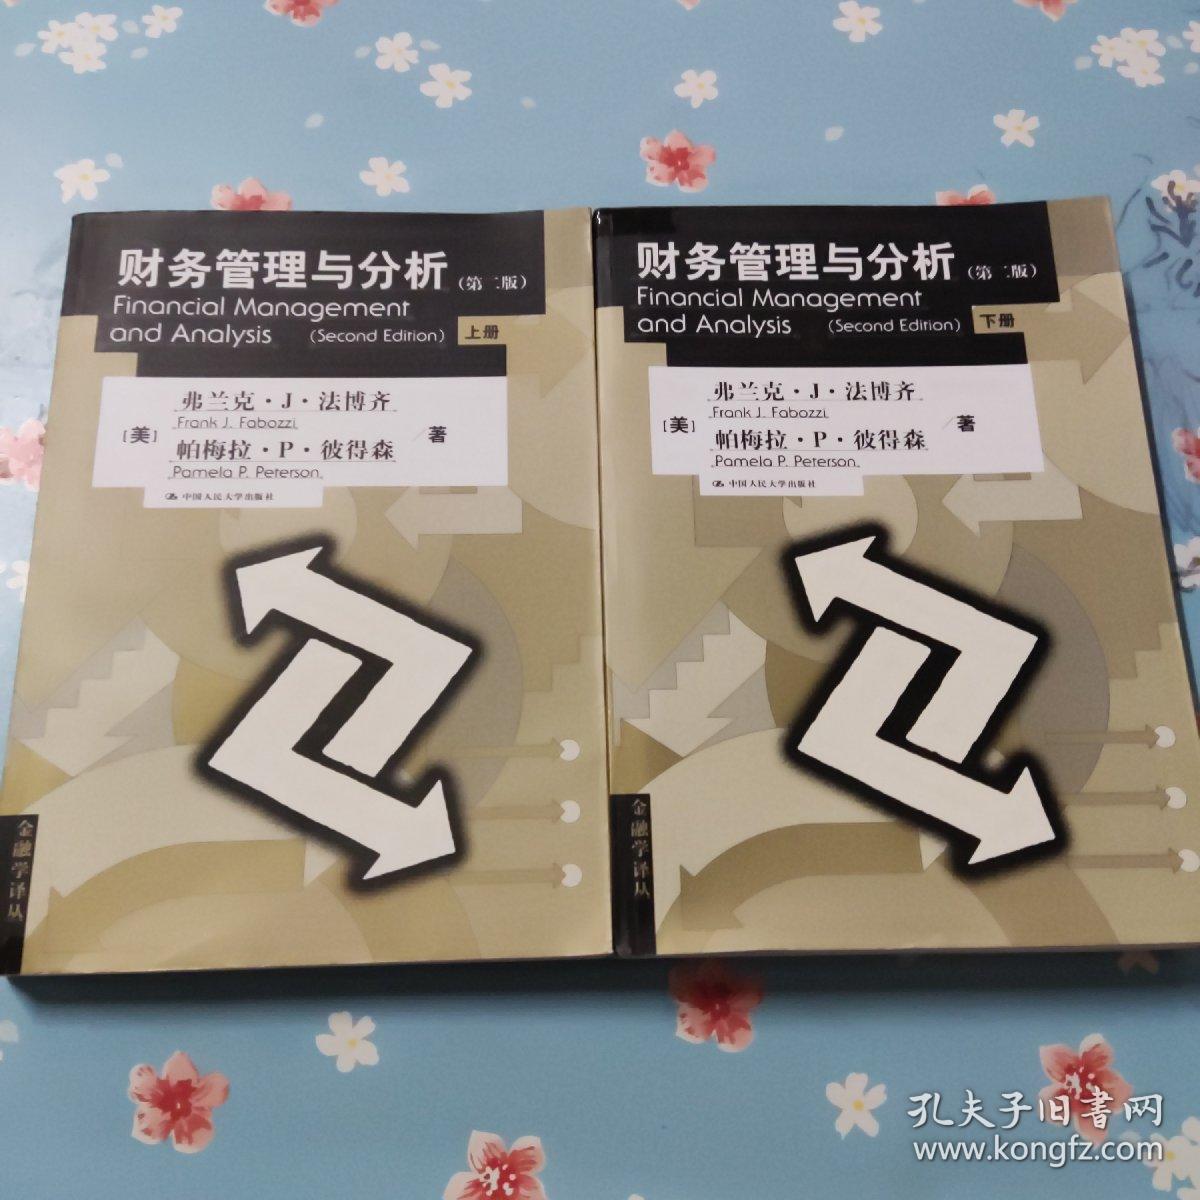 财务管理与分析(第二版)
Financial Management
and Analysis (Second Edition) 上册
[美] 弗兰克·J·法博齐
Frank J. Fabozzi
帕梅拉·P·彼得森 /著
Pamela P. Peterson
中国人民大学出版社
金融学译丛
财务管理与分析(第二版)
Financial Management
and Analysis (Second Edition) 下册
[美] 弗兰克·J·法博齐
Frank J. Fabozzi
帕梅拉·P·彼得森 /著
Pamela P. Peterson
中国人民大学出版社
金融学译丛
孔夫子旧书网
www.kongfz.com